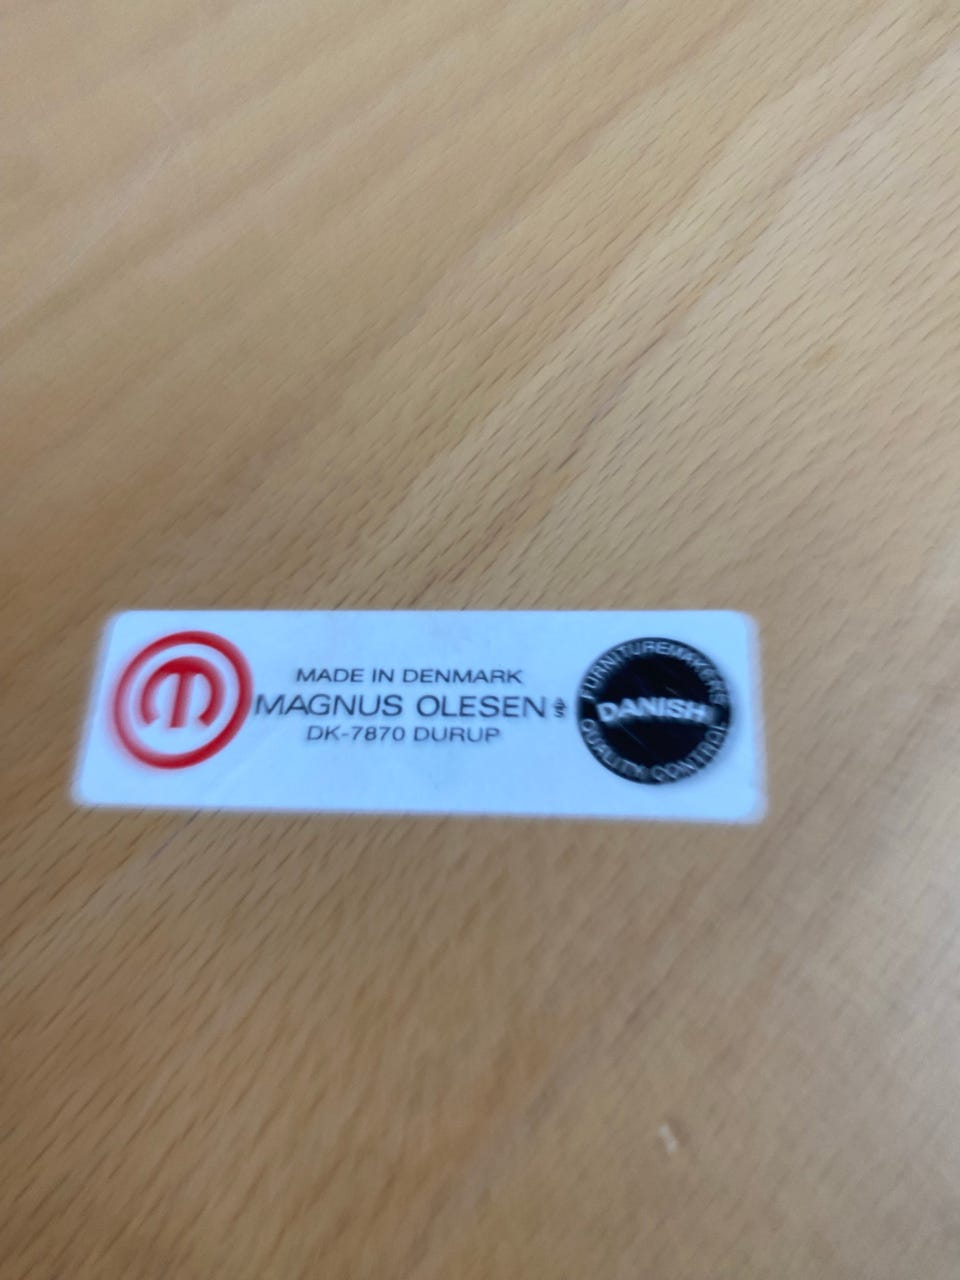 MADE IN DENMARK
MAGNUS OLESEN A/S
DK-7870 DURUP
FURNITUREMAKERS
DANISH
QUALITY CONTROL